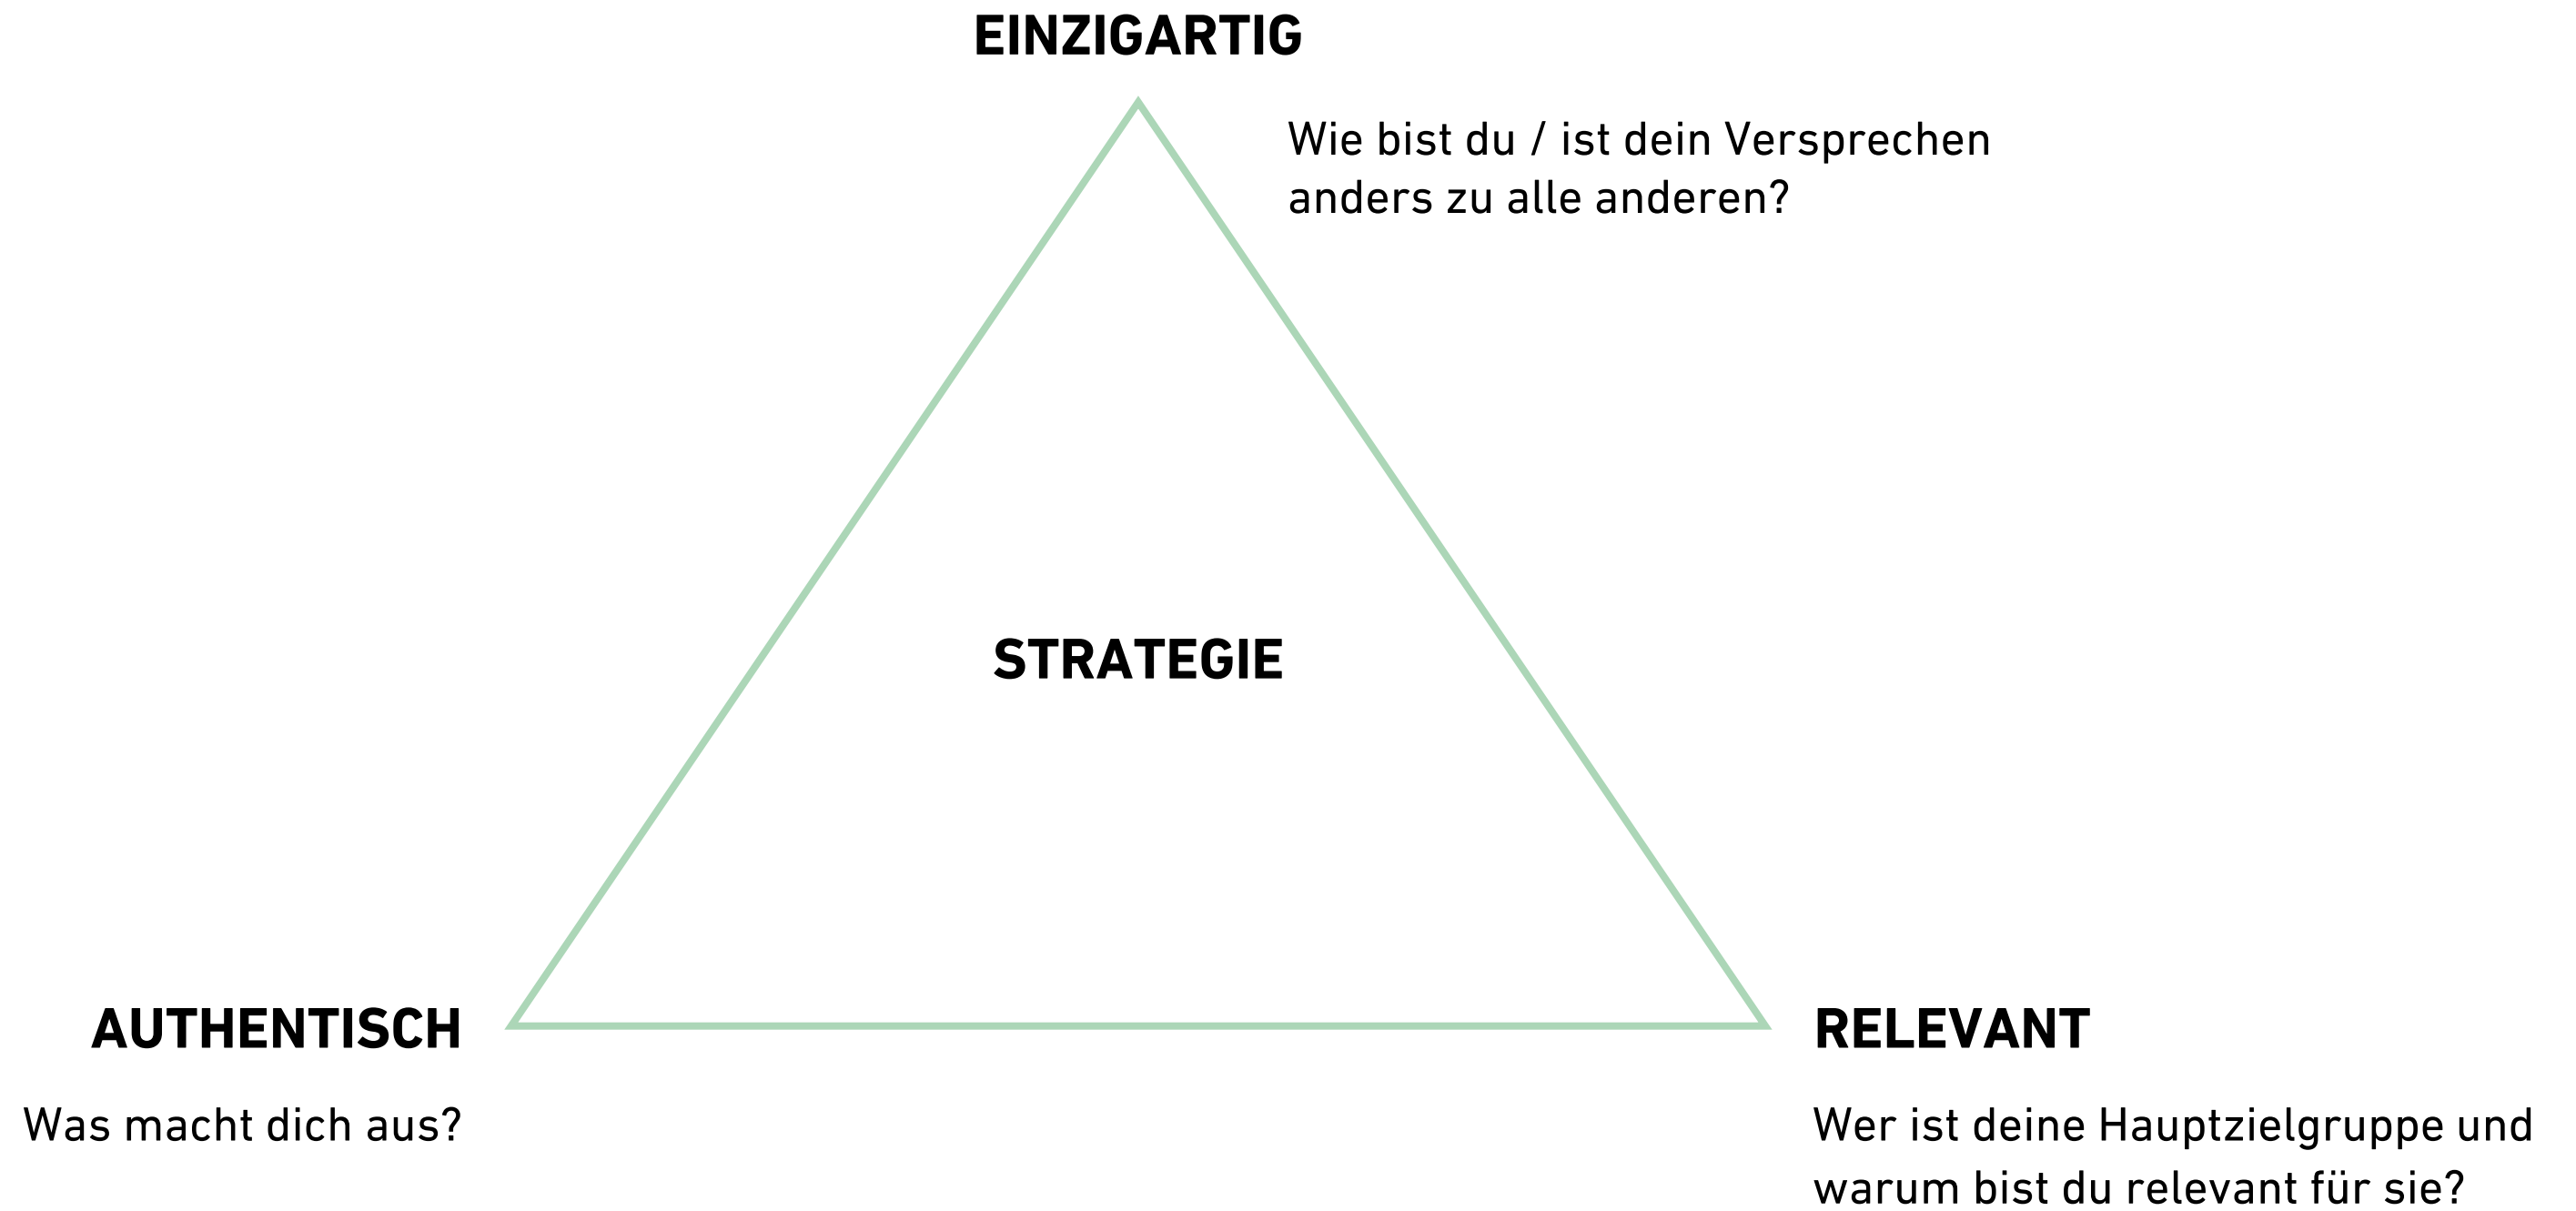 EINZIGARTIG
Wie bist du / ist dein Versprechen
anders zu alle anderen?
STRATEGIE
AUTHENTISCH
Was macht dich aus?
RELEVANT
Wer ist deine Hauptzielgruppe und
warum bist du relevant für sie?